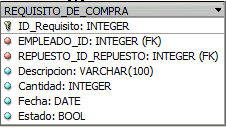 REQUISITO_DE_COMPRA
ID_Requisito: INTEGER
EMPLEADO_ID: INTEGER (FK)
REPUESTO_ID_REPUESTO: INTEGER (FK)
Descripcion: VARCHAR(100)
Cantidad: INTEGER
Fecha: DATE
Estado: BOOL